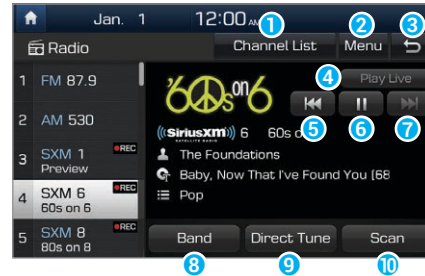 Jan. 1 12:00 AM
1 2 3
Radio Channel List Menu
4 Play Live
1 FM 87.9
'60s on 6
2 AM 530
5 6 7
((SiriusXM)) 6 60s o
SATELLITE RADIO
3 SXM 1 REC
Preview
The Foundations
Baby, Now That I've Found You (68
4 SXM 6 REC
60s on 6
Pop
5 SXM 8 REC
80s on 8
Band Direct Tune Scan
8 9 10